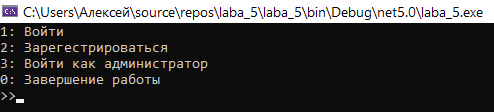 C:\Users\Алексей\source\repos\laba_5\laba_5\bin\Debug\net5.0\laba_5.exe
1: Войти
2: Зарегестрироваться
3: Войти как администратор
0: Завершение работы
>>